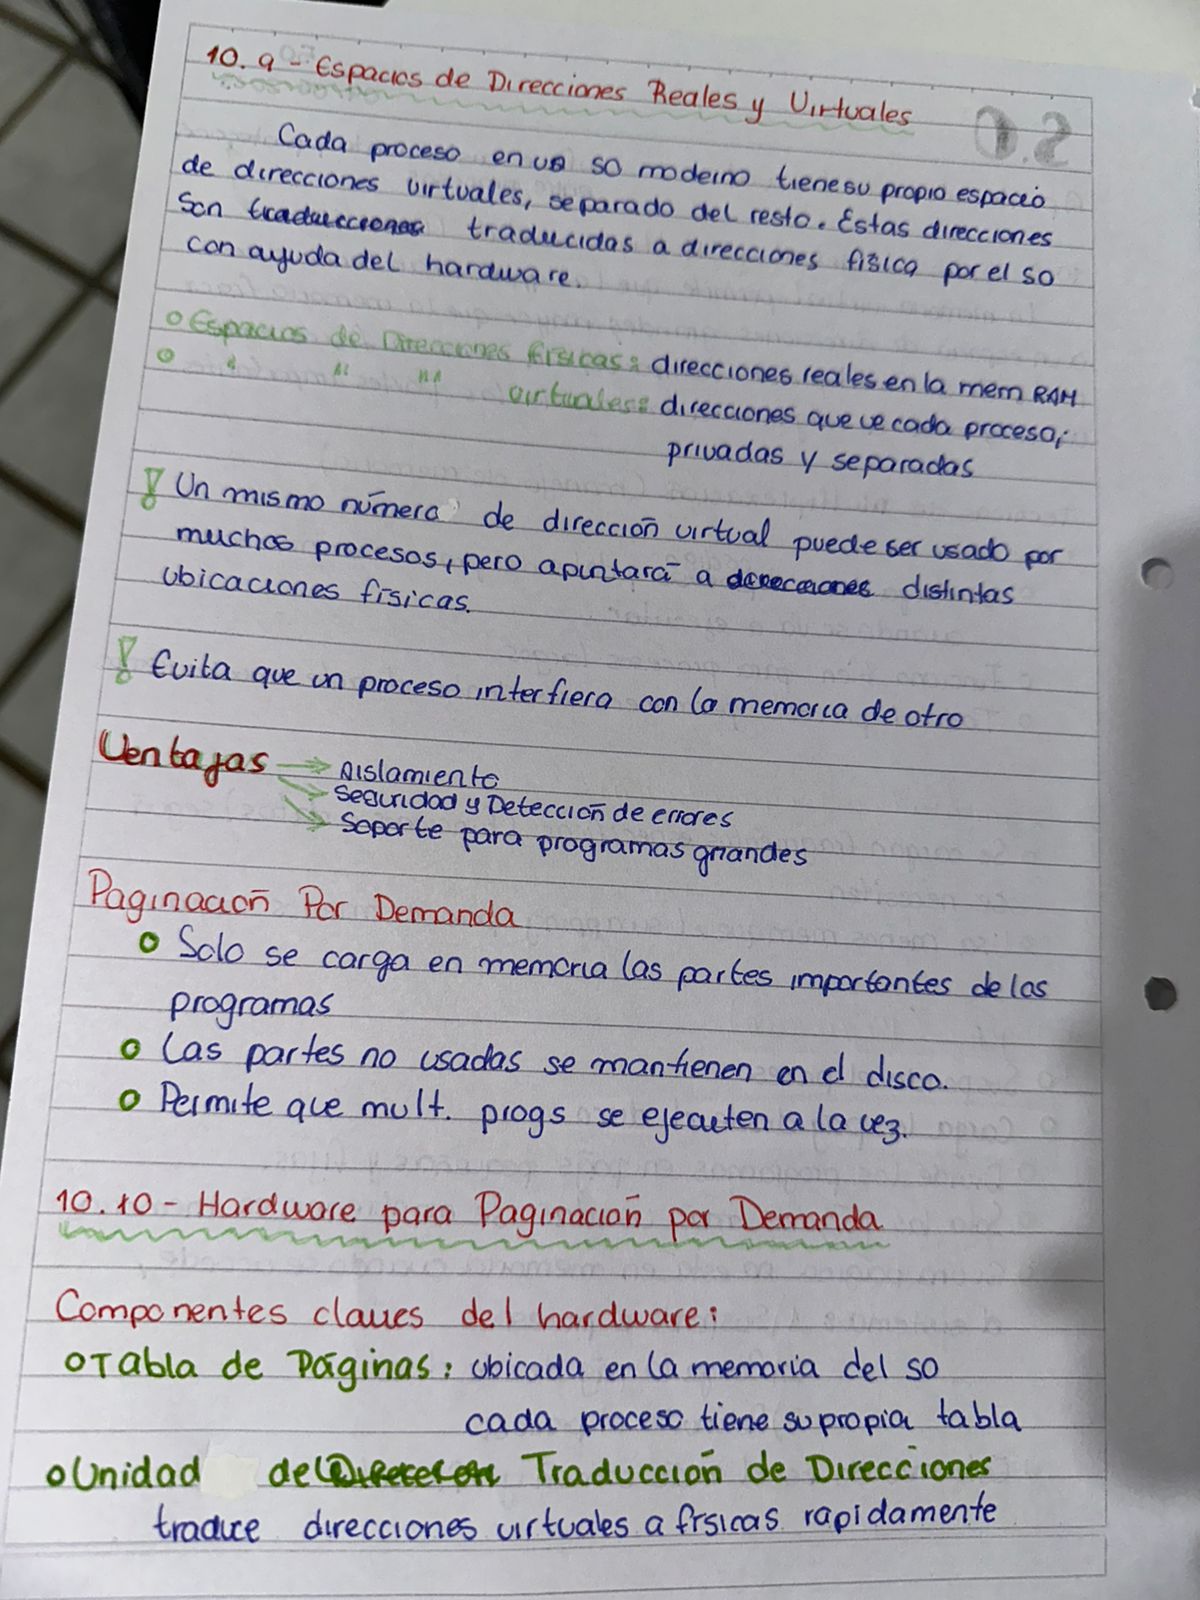 10.9 - Espacios de Direcciones Reales y Virtuales
Cada proceso en un SO moderno tiene su propio espacio
de direcciones virtuales, separado del resto. Estas direcciones
Son traducidas a direcciones física por el SO
con ayuda del hardware.
o Espacios de Direcciones físicas: direcciones reales en la mem RAM
o " " " virtuales: direcciones que ve cada proceso,
privadas y separadas
! Un mismo número de dirección virtual puede ser usado por
muchos procesos, pero apuntará a distintas
ubicaciones físicas.
! Evita que un proceso interfiera con la memoria de otro
Ventajas → Aislamiento
→ Seguridad y Detección de errores
→ Soporte para programas grandes
Paginación Por Demanda
o Solo se carga en memoria las partes importantes de los
programas
o Las partes no usadas se mantienen en el disco.
o Permite que mult. progs se ejecuten a la vez.
10.10 - Hardware para Paginación por Demanda
Componentes claves del hardware:
o Tabla de Páginas: ubicada en la memoria del SO
cada proceso tiene su propia tabla
o Unidad de Traducción de Direcciones
traduce direcciones virtuales a físicas rapidamente